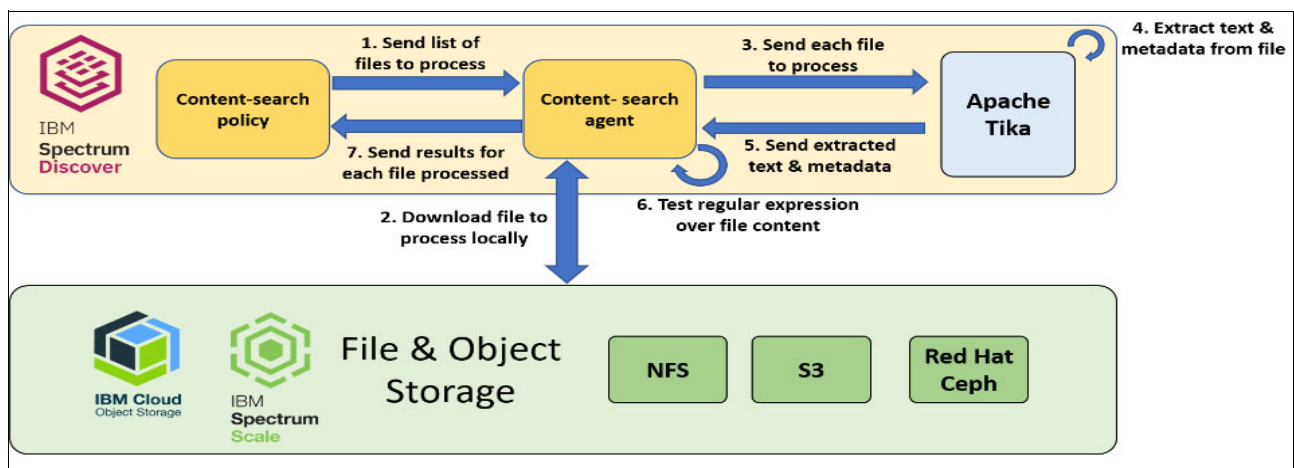 1. Send list of
files to process
3. Send each file
to process
4. Extract text &
metadata from file
IBM
Spectrum
Discover
Content-search
policy
Content- search
agent
Apache
Tika
7. Send results for
each file processed
5. Send extracted
text & metadata
2. Download file to
process locally
6. Test regular expression
over file content
IBM Cloud
Object Storage
IBM
Spectrum
Scale
File & Object
Storage
NFS
S3
Red Hat
Ceph